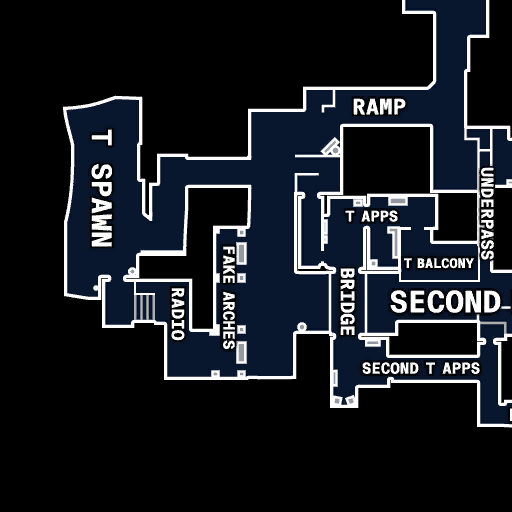 RAMP
T SPAWN
UNDERPASS
T APPS
FAKE ARCHES
T BALCONY
BRIDGE
RADIO
SECOND
SECOND T APPS